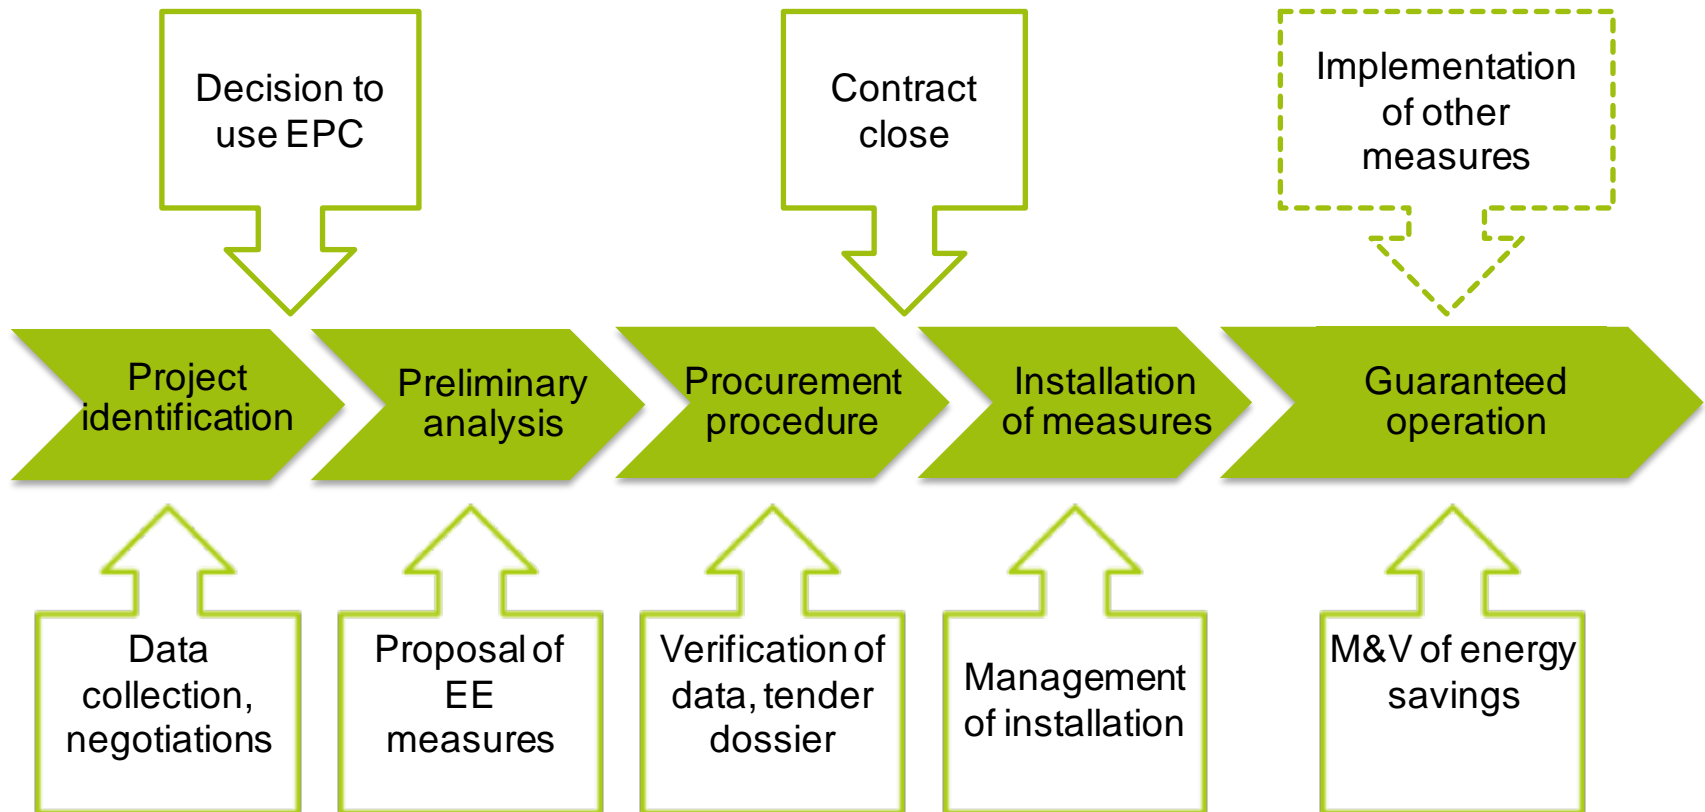 Decision to
use EPC
Contract
close
Implementation
of other
measures
Project
identification
Preliminary
analysis
Procurement
procedure
Installation
of measures
Guaranteed
operation
Data
collection,
negotiations
Proposal of
EE
measures
Verification of
data, tender
dossier
Management
of installation
M&V of energy
savings